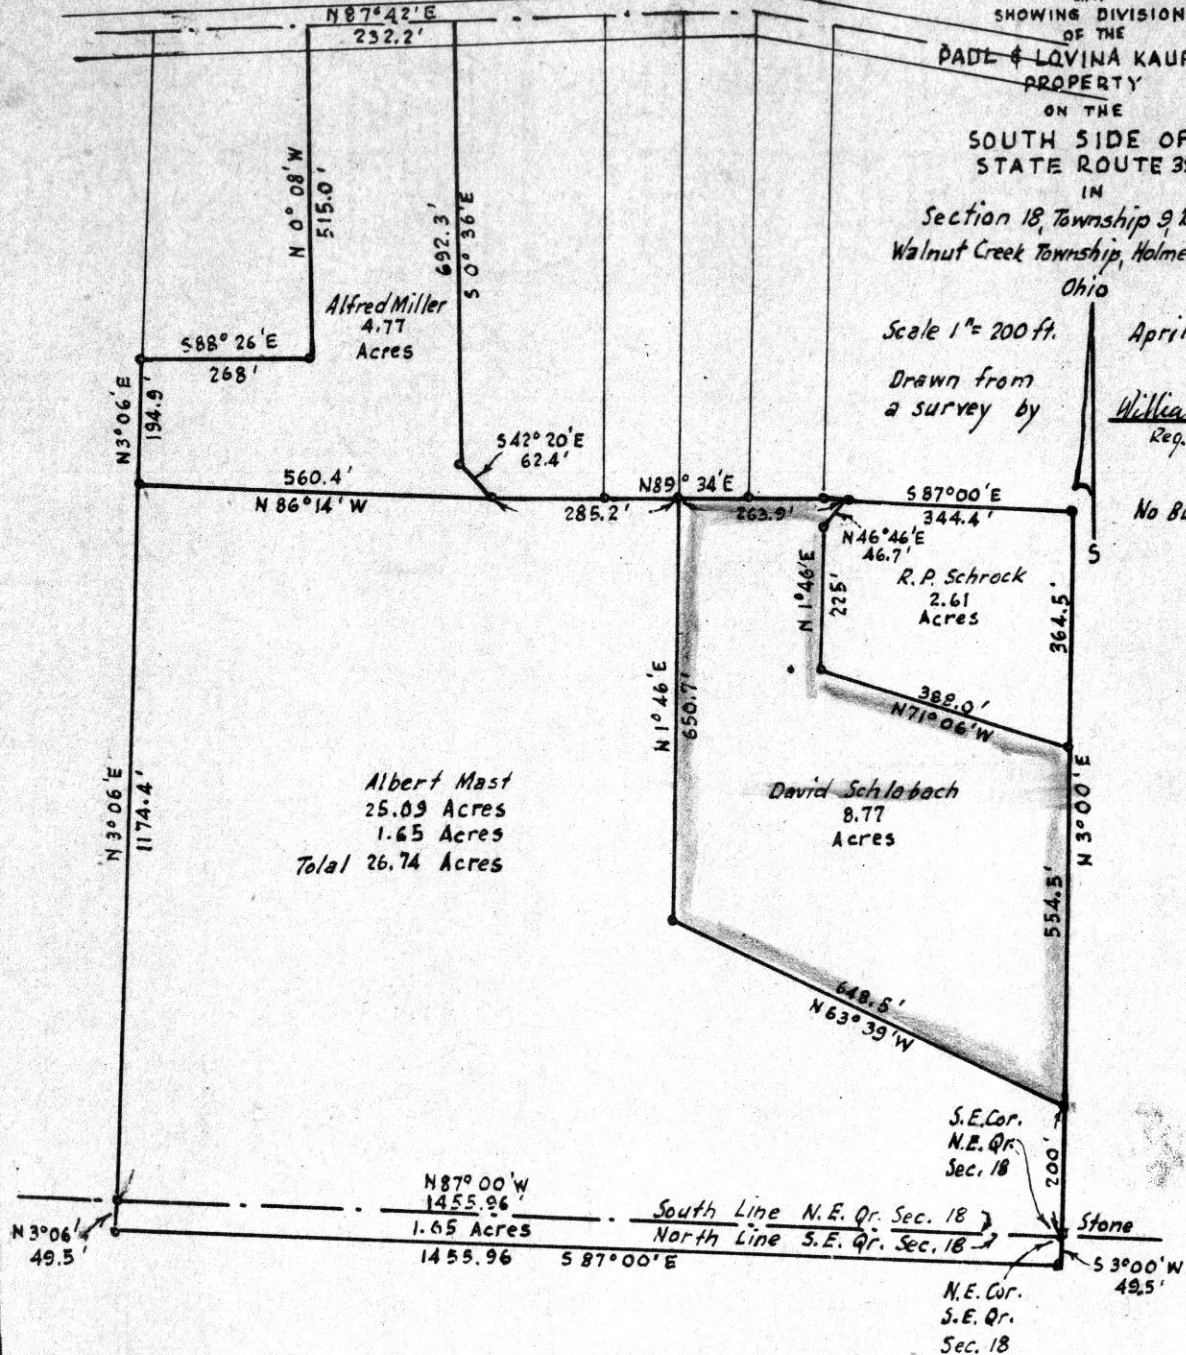 SHOWING DIVISION
OF THE
PAUL & LOVINA
PROPERTY
ON THE
SOUTH SIDE OF
STATE ROUTE
IN
Section 18, Township 9,
Walnut Creek Township,
Ohio
Scale 1"= 200 ft.
April
Drawn from
a survey by
Reg.
No
S
N87°42'E
232.2'
N 0° 08'W
515.0'
692.3'
S 0° 36'E
Alfred Miller
4.77
Acres
S88° 26'E
268'
N3°06'E
194.9'
S42° 20'E
62.4'
560.4'
N 86°14' W
N89° 34'E
285.2'
263.9'
S87°00'E
344.4'
N46°46'E
46.7'
N1°46'E
225'
R.P. Schrock
2.61
Acres
364.5'
388.0'
N71°06'W
N1°46'E
650.7'
N3°06'E
1174.4'
Albert Mast
25.09 Acres
1.65 Acres
Total 26.74 Acres
David Schlabach
8.77
Acres
N 3°00'E
554.5'
648.5'
N63°39'W
S.E. Cor.
N.E. Qr.
Sec. 18
200'
N87°00'W
1455.96'
1.65 Acres
1455.96 S 87°00'E
South Line N.E. Qr. Sec. 18
North Line S.E. Qr. Sec. 18
Stone
N3°06'
49.5'
S 3°00'W
49.5'
N.E. Cor.
S.E. Qr.
Sec. 18